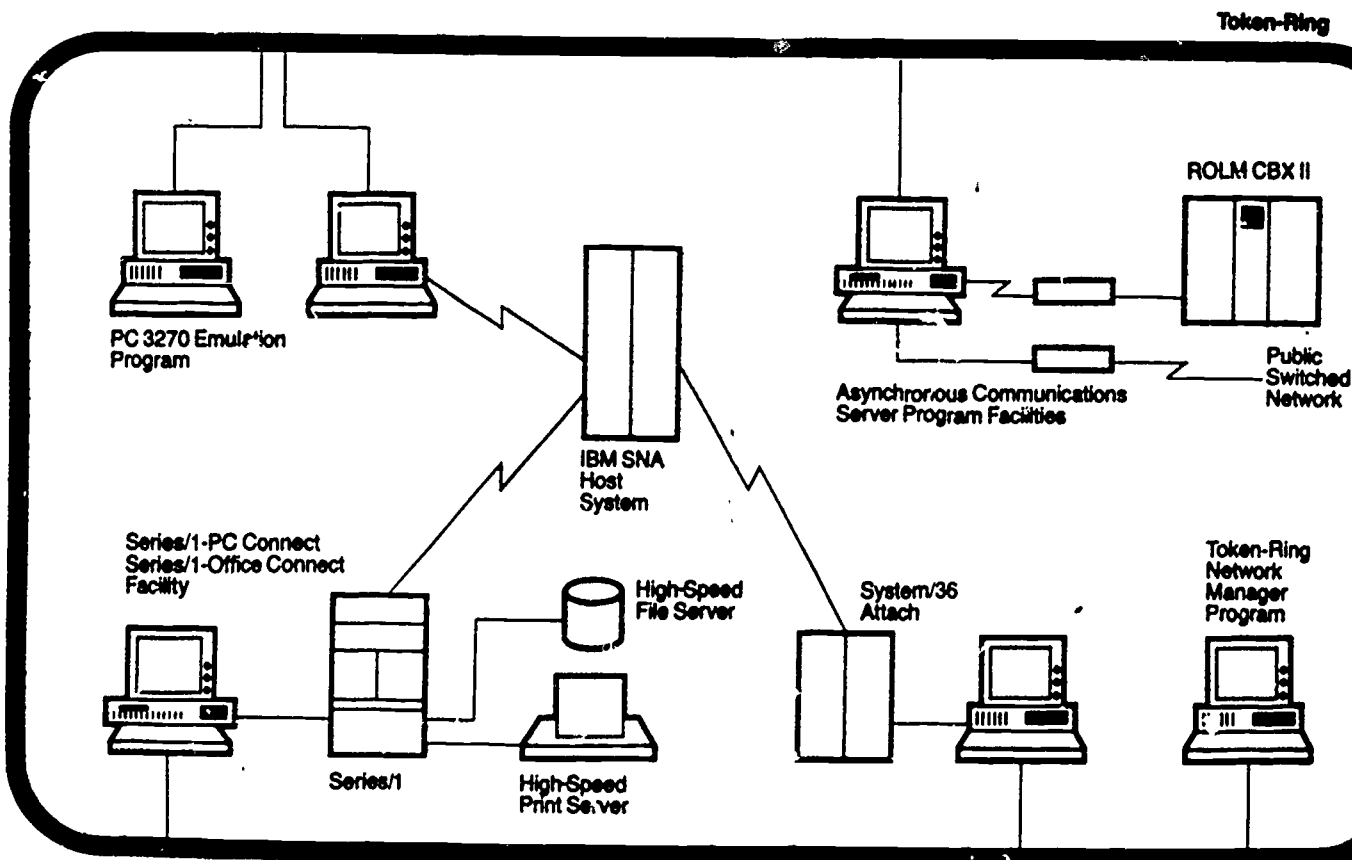 Token-Ring
ROLM CBX II
PC 3270 Emulation
Program
Public
Switched
Network
Asynchronous Communications
Server Program Facilities
IBM SNA
Host
System
Series/1-PC Connect
Series/1-Office Connect
Facility
High-Speed
File Server
System/36
Attach
Token-Ring
Network
Manager
Program
Series/1
High-Speed
Print Server